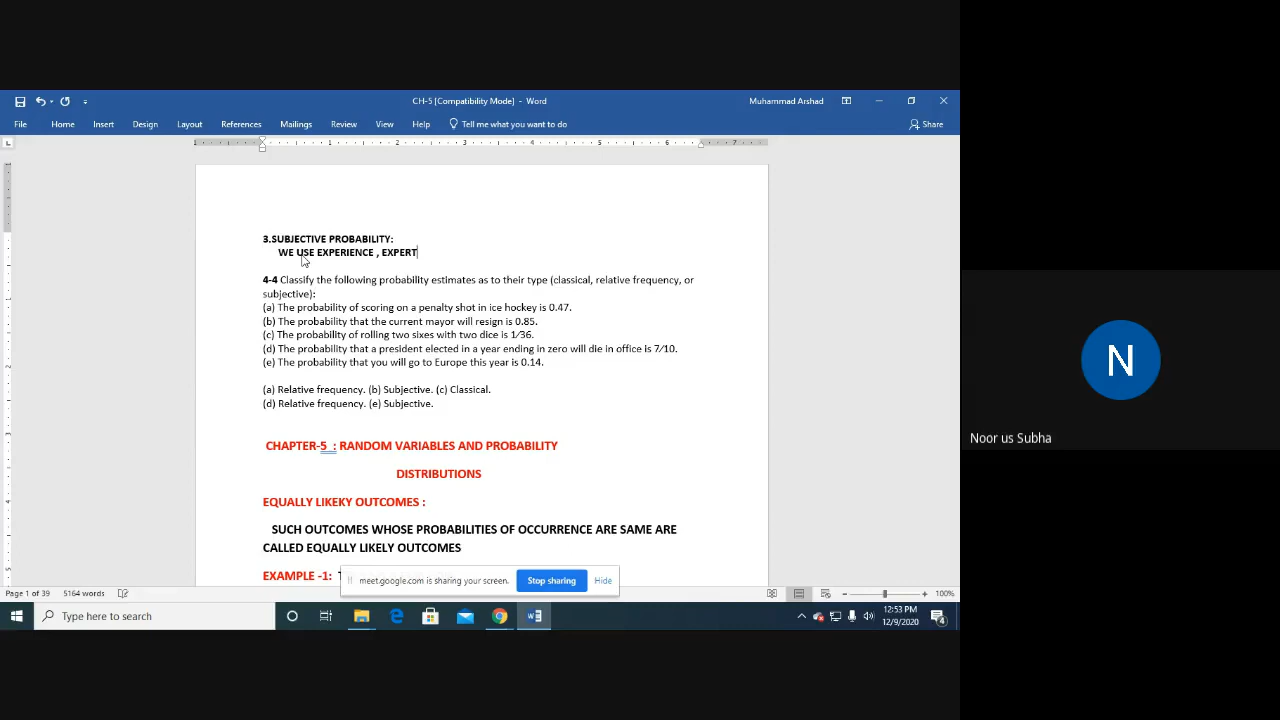 CH-5 [Compatibility Mode] - Word
Muhammad Arshad
File Home Insert Design Layout References Mailings Review View Help Tell me what you want to do Share
1 1 2 3 4 5 6 7
3.SUBJECTIVE PROBABILITY:
WE USE EXPERIENCE , EXPERT
4-4 Classify the following probability estimates as to their type (classical, relative frequency, or
subjective):
(a) The probability of scoring on a penalty shot in ice hockey is 0.47.
(b) The probability that the current mayor will resign is 0.85.
(c) The probability of rolling two sixes with two dice is 1⁄36.
(d) The probability that a president elected in a year ending in zero will die in office is 7⁄10.
(e) The probability that you will go to Europe this year is 0.14.
(a) Relative frequency. (b) Subjective. (c) Classical.
(d) Relative frequency. (e) Subjective.
CHAPTER-5 : RANDOM VARIABLES AND PROBABILITY
DISTRIBUTIONS
EQUALLY LIKEKY OUTCOMES :
SUCH OUTCOMES WHOSE PROBABILITIES OF OCCURRENCE ARE SAME ARE
CALLED EQUALLY LIKELY OUTCOMES
EXAMPLE -1:
meet.google.com is sharing your screen. Stop sharing Hide
Page 1 of 39 5164 words 100%
Type here to search
12:53 PM
12/9/2020
4
N
Noor us Subha